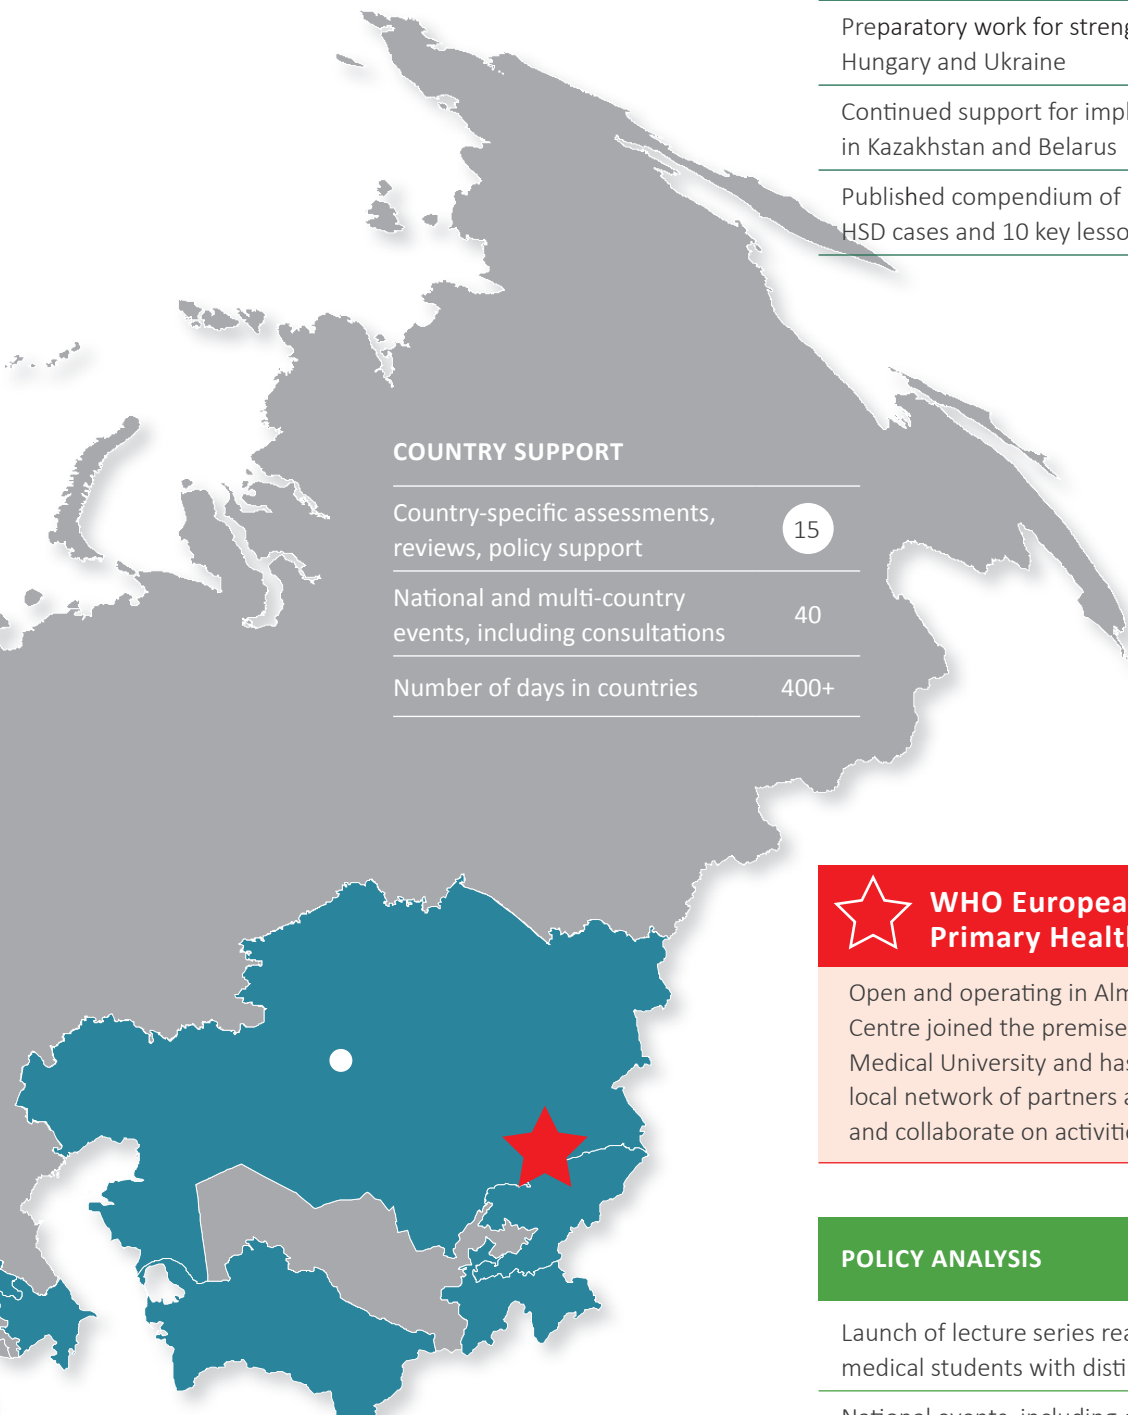 Preparatory work for streng
Hungary and Ukraine
Continued support for impl
in Kazakhstan and Belarus
Published compendium of
HSD cases and 10 key lesso
COUNTRY SUPPORT
Country-specific assessments,
reviews, policy support
15
National and multi-country
events, including consultations
40
Number of days in countries 400+
WHO Europea
Primary Healt
Open and operating in Alm
Centre joined the premise
Medical University and has
local network of partners a
and collaborate on activitie
POLICY ANALYSIS
Launch of lecture series rea
medical students with disti
National events, including